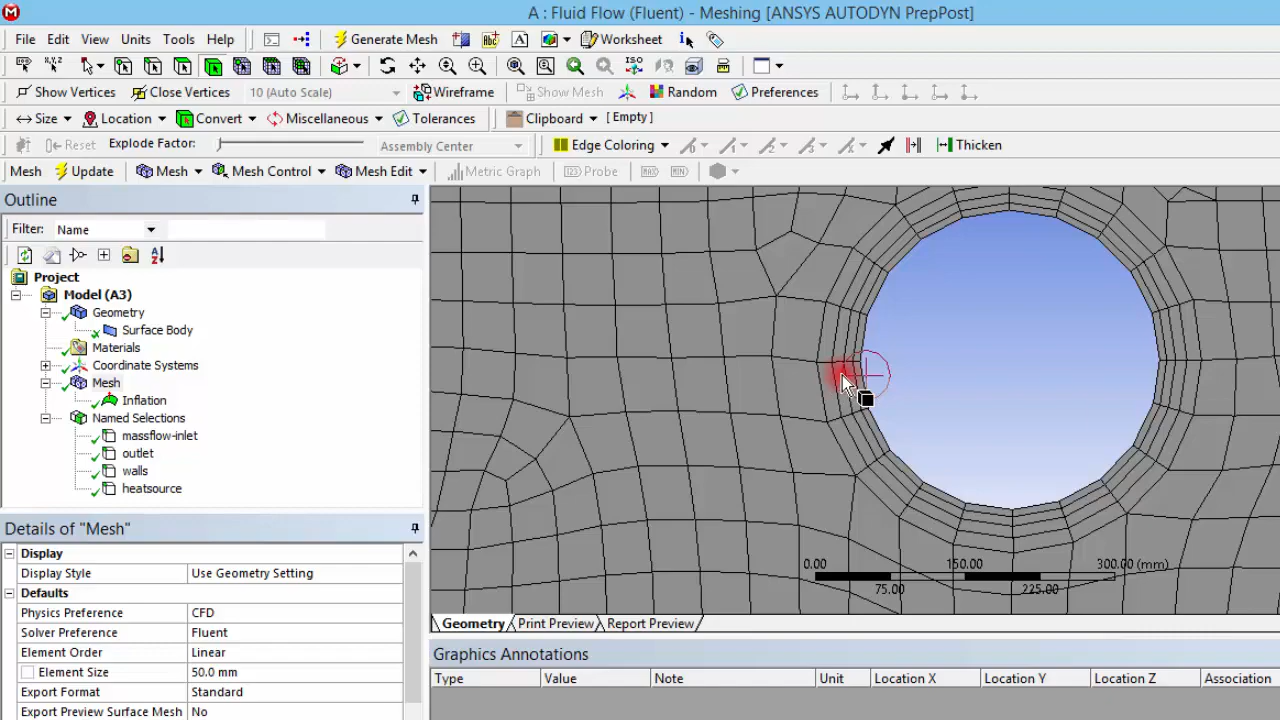 A : Fluid Flow (Fluent) - Meshing [ANSYS AUTODYN PrepPost]
File Edit View Units Tools Help Generate Mesh Worksheet
ISO
Show Vertices Close Vertices 10 (Auto Scale) Wireframe Show Mesh Random Preferences
Size Location Convert Miscellaneous Tolerances Clipboard [ Empty ]
Reset Explode Factor: Assembly Center Edge Coloring Thicken
Mesh Update Mesh Mesh Control Mesh Edit Metric Graph Probe
Outline
Filter: Name
Project
Model (A3)
Geometry
Surface Body
Materials
Coordinate Systems
Mesh
Inflation
Named Selections
massflow-inlet
outlet
walls
heatsource
Details of "Mesh"
Display
Display Style Use Geometry Setting
Defaults
Physics Preference CFD
Solver Preference Fluent
Element Order Linear
Element Size 50.0 mm
Export Format Standard
Export Preview Surface Mesh No
0.00 150.00 300.00 (mm)
75.00 225.00
Geometry Print Preview Report Preview
Graphics Annotations
Type Value Note Unit Location X Location Y Location Z Association